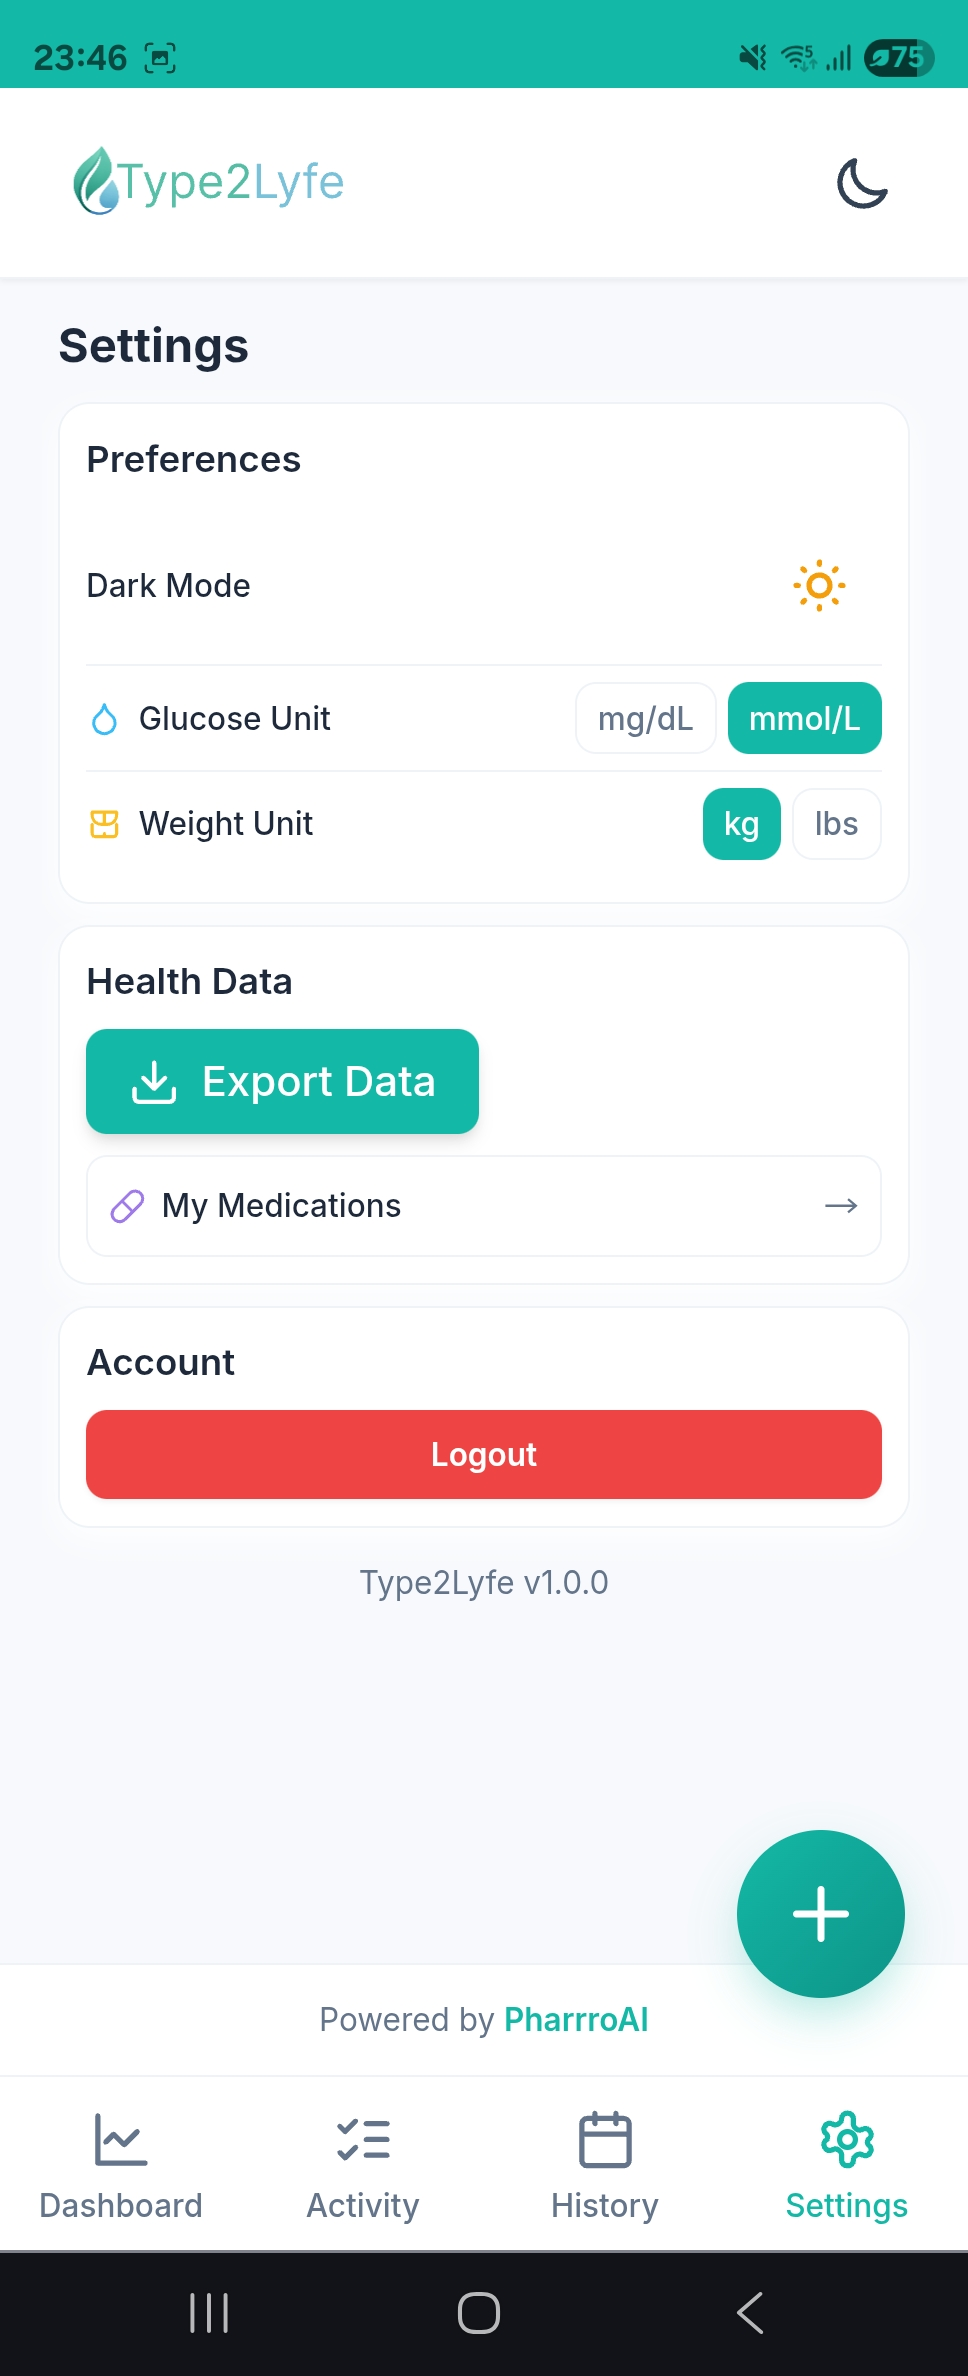 23:46
5
75
Type2Lyfe
Settings
Preferences
Dark Mode
Glucose Unit mg/dL mmol/L
Weight Unit kg lbs
Health Data
Export Data
My Medications
Account
Logout
Type2Lyfe v1.0.0
Powered by PharrroAI
Dashboard Activity History Settings